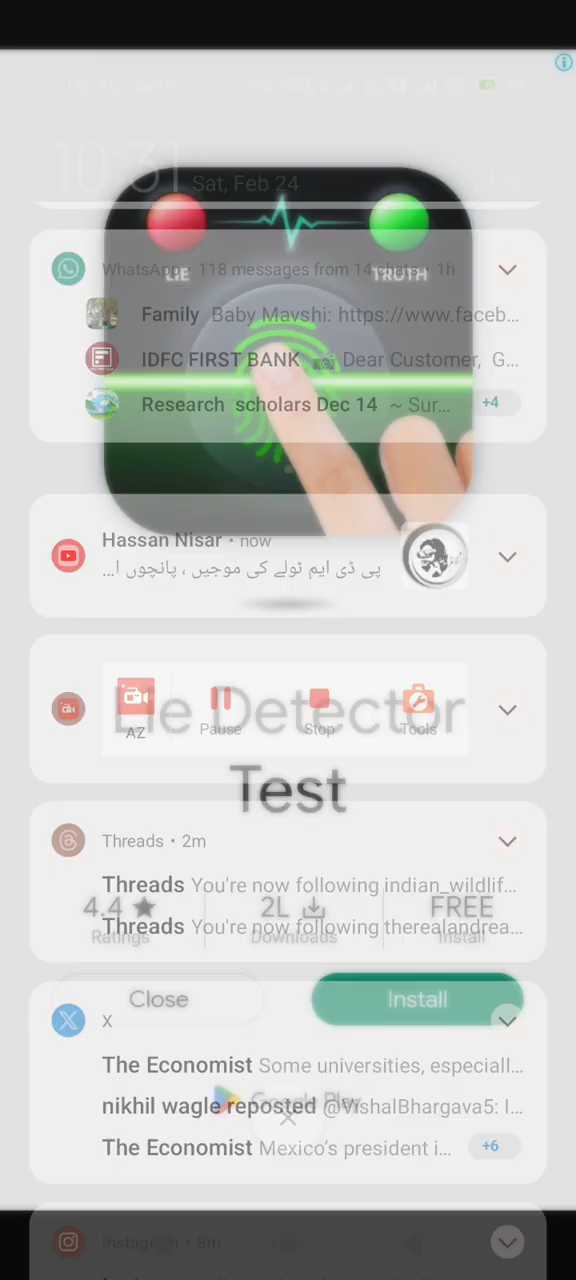 10:31 Sat, Feb 24
LIE
TRUTH
WhatsApp • 118 messages from 14 chats • 1h
Family Baby Mavshi: https://www.faceb...
IDFC FIRST BANK 📷 Dear Customer, G...
Research scholars Dec 14 ~ Sur... +4
Hassan Nisar • now
پی ڈی ایم ٹولے کی موجیں ، پانچوں ا...
Lie Detector
AZ
Pause
Stop
Tools
Test
Threads • 2m
Threads You're now following indian_wildlif...
4.4 ★
2L
FREE
Ratings
Downloads
Install
Threads You're now following therealandrea...
Close
Install
X
The Economist Some universities, especiall...
Google Play
nikhil wagle reposted @VishalBhargava5: I...
The Economist Mexico’s president i... +6
Instagram • 8m